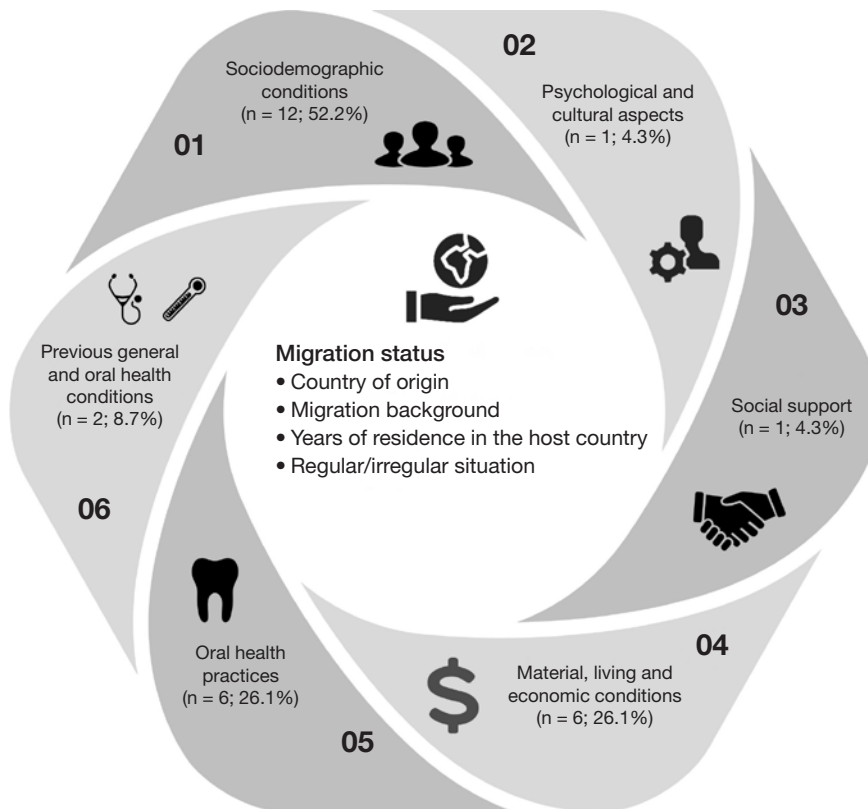 01
Sociodemographic
conditions
(n = 12; 52.2%)
02
Psychological and
cultural aspects
(n = 1; 4.3%)
03
Social support
(n = 1; 4.3%)
04
Material, living and
economic conditions
(n = 6; 26.1%)
05
Oral health
practices
(n = 6; 26.1%)
06
Previous general
and oral health
conditions
(n = 2; 8.7%)
Migration status
• Country of origin
• Migration background
• Years of residence in the host country
• Regular/irregular situation
$